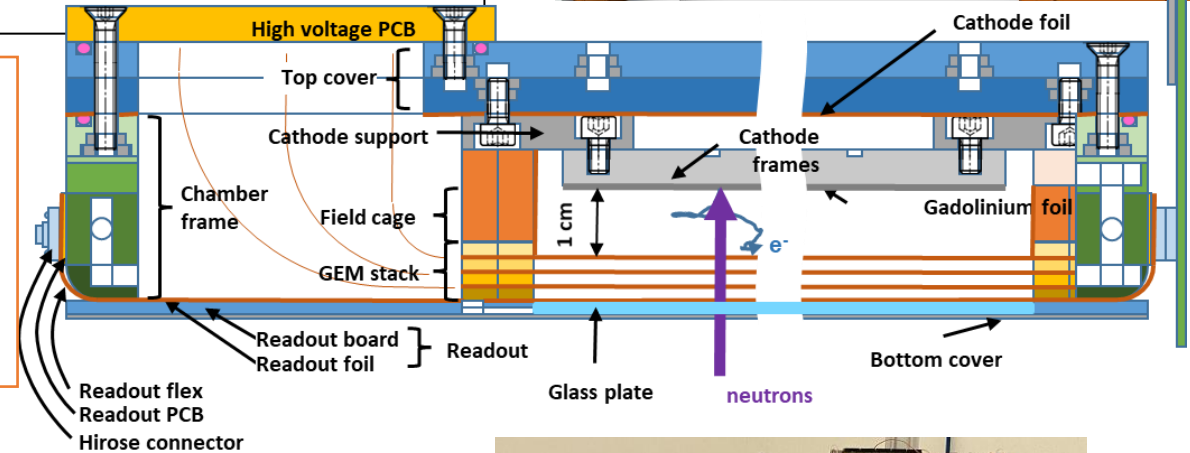 High voltage PCB
Cathode foil
Top cover
Cathode support
Cathode
frames
Chamber
frame
Field cage
1 cm
Gadolinium foil
e-
GEM stack
Readout board
Readout foil
Readout
Glass plate
neutrons
Bottom cover
Readout flex
Readout PCB
Hirose connector